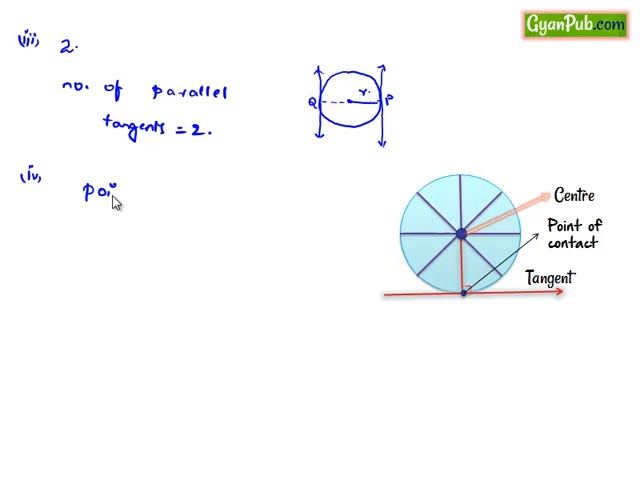 GyanPub.com
(iii) 2.
no. of parallel
tangents = 2.
Q r. P
(iv) poi
Centre
Point of
contact
Tangent